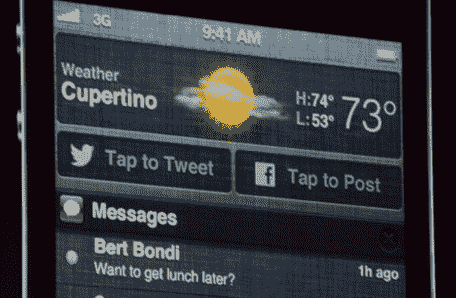 3G 9:41 AM
Weather
Cupertino
H:74°
L:53°
73°
Tap to Tweet
Tap to Post
Messages
Bert Bondi
Want to get lunch later?
1h ago